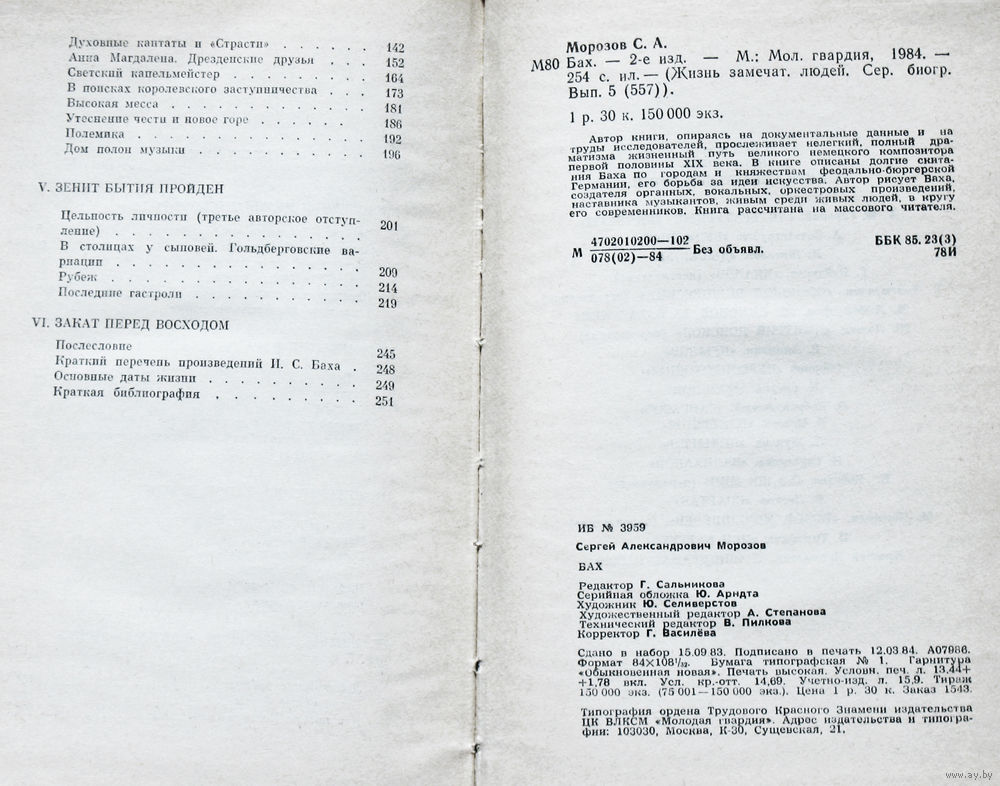 Духовные кантаты и «Страсти» . . . . . . 142
Анна Магдалена. Дрезденские друзья . . . 152
Светский капельмейстер . . . . . . . . . 164
В поисках королевского заступничества . . 173
Высокая месса . . . . . . . . . . . . 181
Утеснение чести и новое горе . . . . . 186
Полемика . . . . . . . . . . . . . 192
Дом полон музыки . . . . . . . . . . 196
V. ЗЕНИТ БЫТИЯ ПРОЙДЕН
Цельность личности (третье авторское отступ-
ление) . . . . . . . . . . . . . . 201
В столицах у сыновей. Гольдберговские ва-
риации . . . . . . . . . . . . . . 209
Рубеж . . . . . . . . . . . . . . 214
Последние гастроли . . . . . . . . . . 219
VI. ЗАКАТ ПЕРЕД ВОСХОДОМ
Послесловие 245
Краткий перечень произведений И. С. Баха . 248
Основные даты жизни . . . . . . . . . 249
Краткая библиография . . . . . . . . . 251
Морозов С. А.
М80 Бах. — 2-е изд. — М.: Мол. гвардия, 1984. —
254 с. ил. — (Жизнь замечат. людей. Сер. биогр.
Вып. 5 (557)).
1 р. 30 к. 150 000 экз.
Автор книги, опираясь на документальные данные и на
труды исследователей, прослеживает нелегкий, полный дра-
матизма жизненный путь великого немецкого композитора
первой половины XIX века. В книге описаны долгие скита-
ния Баха по городам и княжествам феодально-бюргерской
Германии, его борьба за идеи искусства. Автор рисует Баха,
создателя органных, вокальных, оркестровых произведений,
наставника музыкантов, живым среди живых людей, в кругу
его современников. Книга рассчитана на массового читателя.
М 4702010200—102 Без объявл.
078(02)—84
ББК 85.23(3)
78И
ИБ № 3959
Сергей Александрович Морозов
БАХ
Редактор Г. Сальникова
Серийная обложка Ю. Арндта
Художник Ю. Селиверстов
Художественный редактор А. Степанова
Технический редактор В. Пилкова
Корректор Г. Василёва
Сдано в набор 15.09.83. Подписано в печать 12.03.84. А07986.
Формат 84×108¹/₃₂. Бумага типографская № 1. Гарнитура
«Обыкновенная новая». Печать высокая. Условн. печ. л. 13,44+
+1,78 вкл. Усл. кр.-отт. 14,69. Учетно-изд. л. 15,9. Тираж
150 000 экз. (75 001—150 000 экз.). Цена 1 р. 30 к. Заказ 1543.
Типография ордена Трудового Красного Знамени издательства
ЦК ВЛКСМ «Молодая гвардия». Адрес издательства и типогра-
фии: 103030, Москва, К-30, Сущевская, 21.
www.ay.by